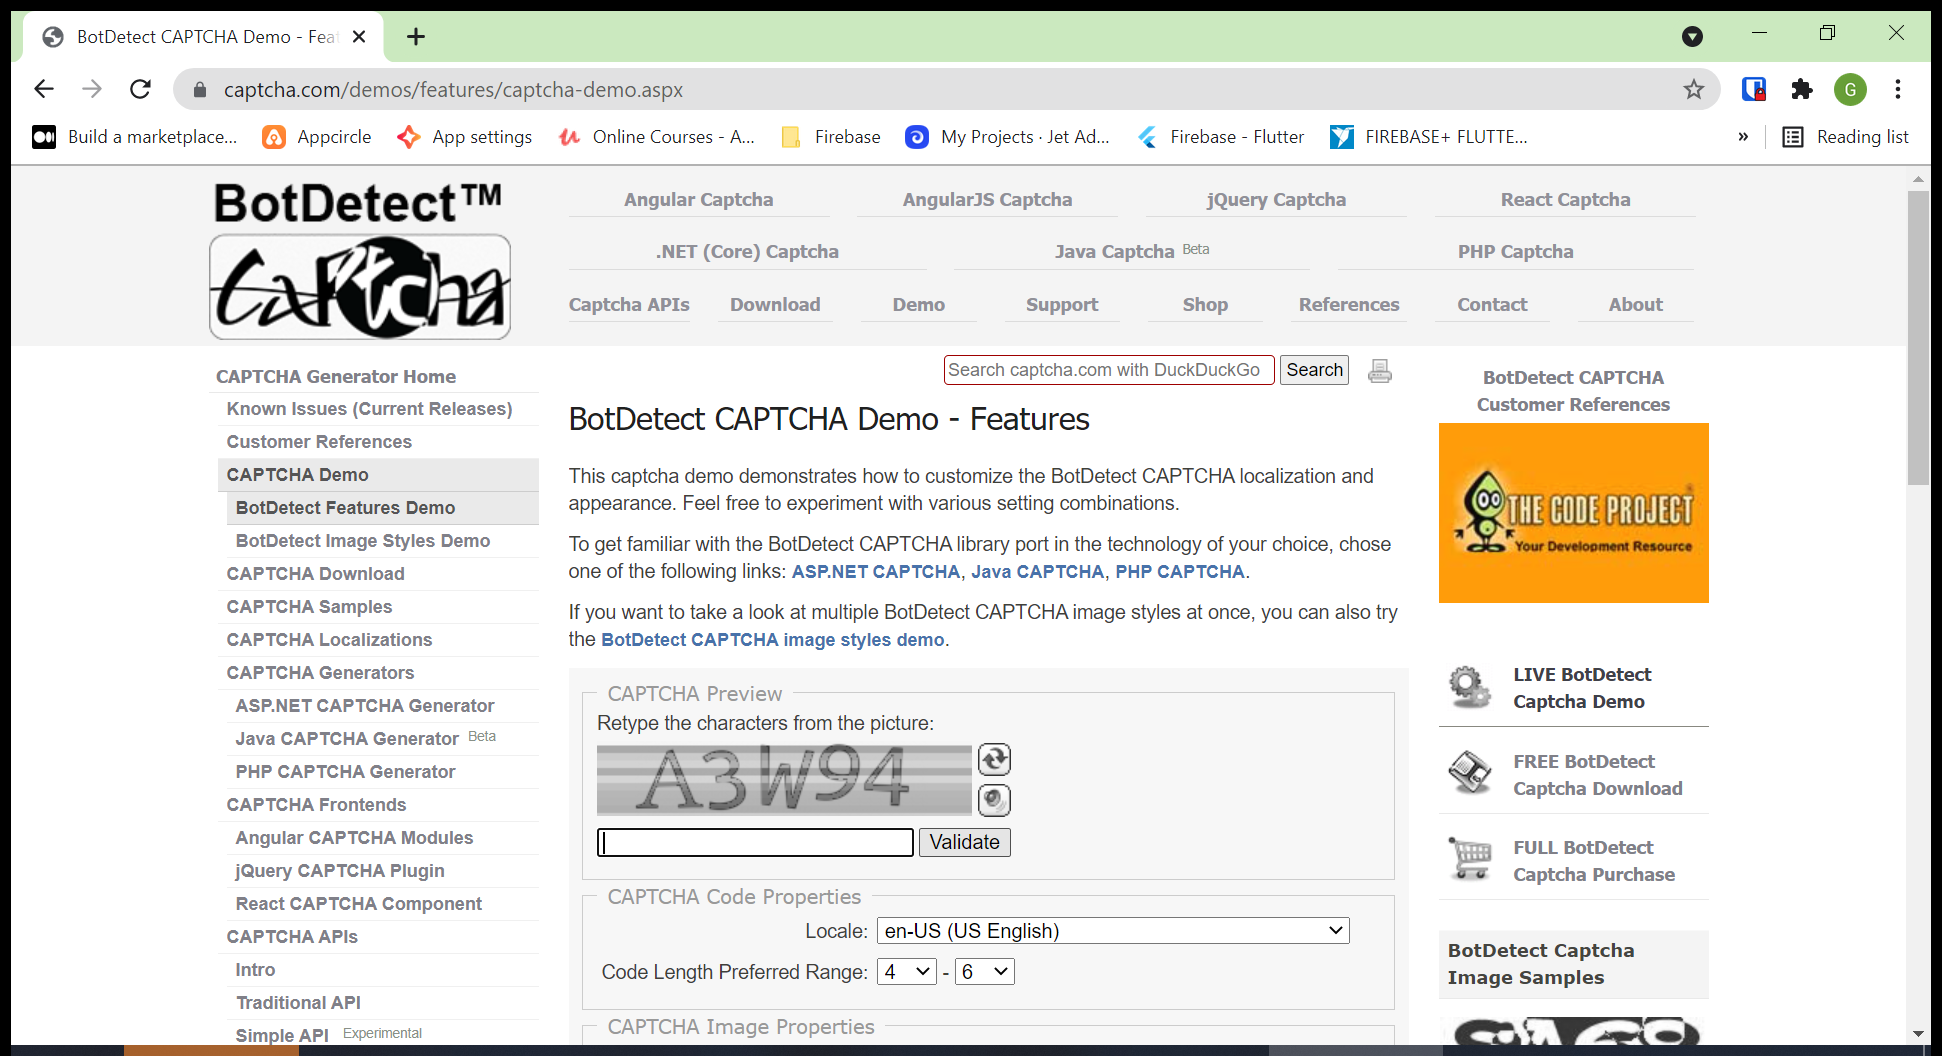 BotDetect CAPTCHA Demo - Fea
captcha.com/demos/features/captcha-demo.aspx
G
Build a marketplace...
Appcircle
App settings
Online Courses - A...
Firebase
My Projects · Jet Ad...
Firebase - Flutter
FIREBASE+ FLUTTE...
»
Reading list
BotDetect™
Captcha
Angular Captcha
AngularJS Captcha
jQuery Captcha
React Captcha
.NET (Core) Captcha
Java Captcha Beta
PHP Captcha
Captcha APIs
Download
Demo
Support
Shop
References
Contact
About
CAPTCHA Generator Home
Known Issues (Current Releases)
Customer References
CAPTCHA Demo
BotDetect Features Demo
BotDetect Image Styles Demo
CAPTCHA Download
CAPTCHA Samples
CAPTCHA Localizations
CAPTCHA Generators
ASP.NET CAPTCHA Generator
Java CAPTCHA Generator Beta
PHP CAPTCHA Generator
CAPTCHA Frontends
Angular CAPTCHA Modules
jQuery CAPTCHA Plugin
React CAPTCHA Component
CAPTCHA APIs
Intro
Traditional API
Simple API Experimental
Search captcha.com with DuckDuckGo
Search
BotDetect CAPTCHA Demo - Features
This captcha demo demonstrates how to customize the BotDetect CAPTCHA localization and
appearance. Feel free to experiment with various setting combinations.
To get familiar with the BotDetect CAPTCHA library port in the technology of your choice, chose
one of the following links: ASP.NET CAPTCHA, Java CAPTCHA, PHP CAPTCHA.
If you want to take a look at multiple BotDetect CAPTCHA image styles at once, you can also try
the BotDetect CAPTCHA image styles demo.
CAPTCHA Preview
Retype the characters from the picture:
A3W94
Validate
CAPTCHA Code Properties
Locale: en-US (US English)
Code Length Preferred Range: 4 - 6
CAPTCHA Image Properties
BotDetect CAPTCHA
Customer References
THE CODE PROJECT
Your Development Resource
LIVE BotDetect
Captcha Demo
FREE BotDetect
Captcha Download
FULL BotDetect
Captcha Purchase
BotDetect Captcha
Image Samples